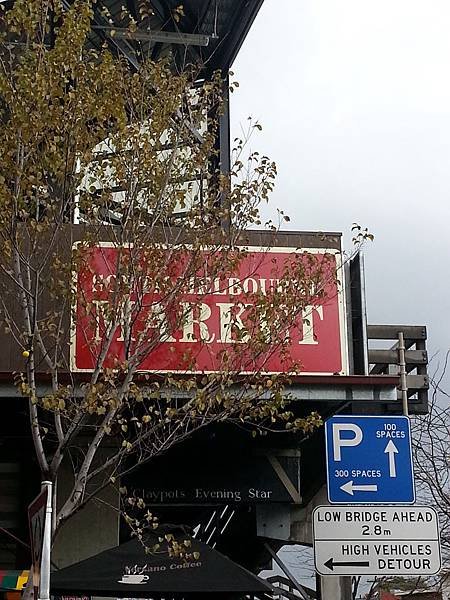 SOUTH MELBOURNE
MARKET
P
100
SPACES
300 SPACES
Claypots Evening Star
LOW BRIDGE AHEAD
2.8m
HIGH VEHICLES
DETOUR
Coffee